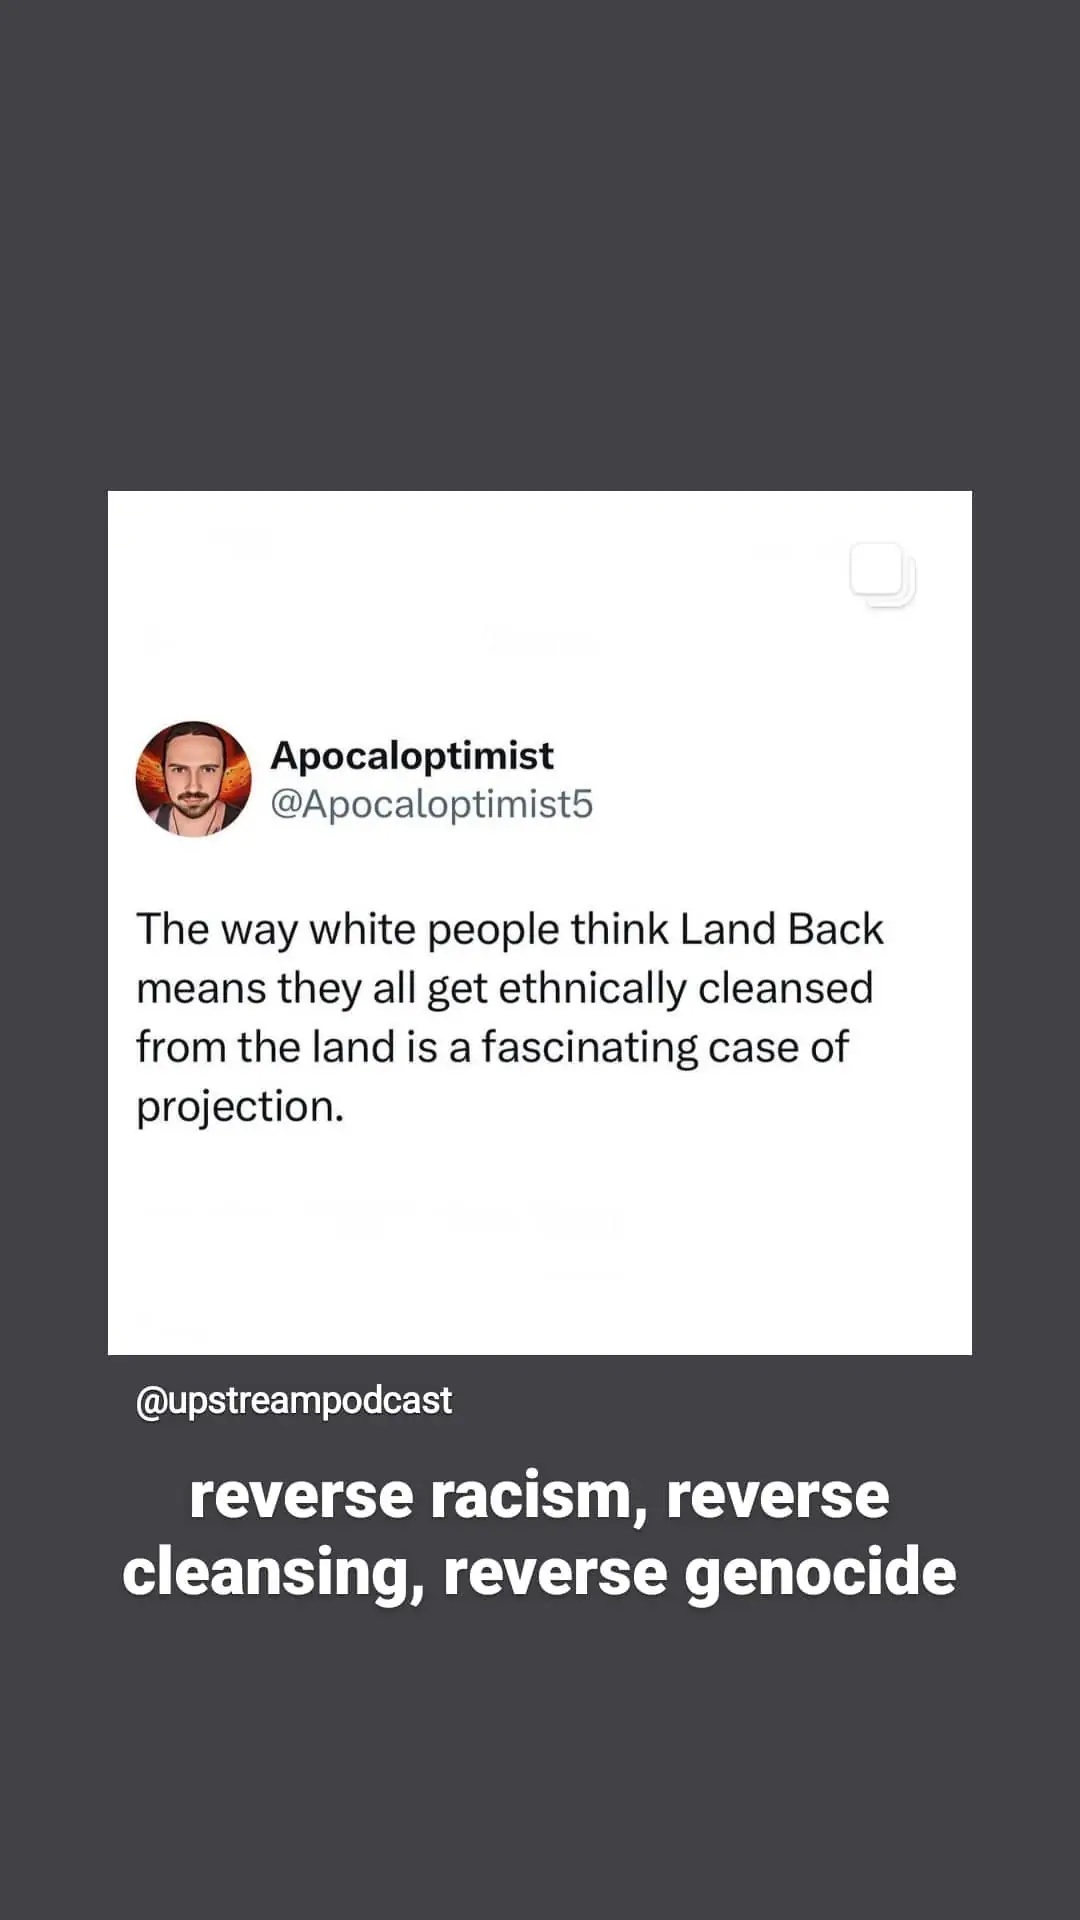 Apocaloptimist
@Apocaloptimist5
The way white people think Land Back
means they all get ethnically cleansed
from the land is a fascinating case of
projection.
@upstreampodcast
reverse racism, reverse
cleansing, reverse genocide